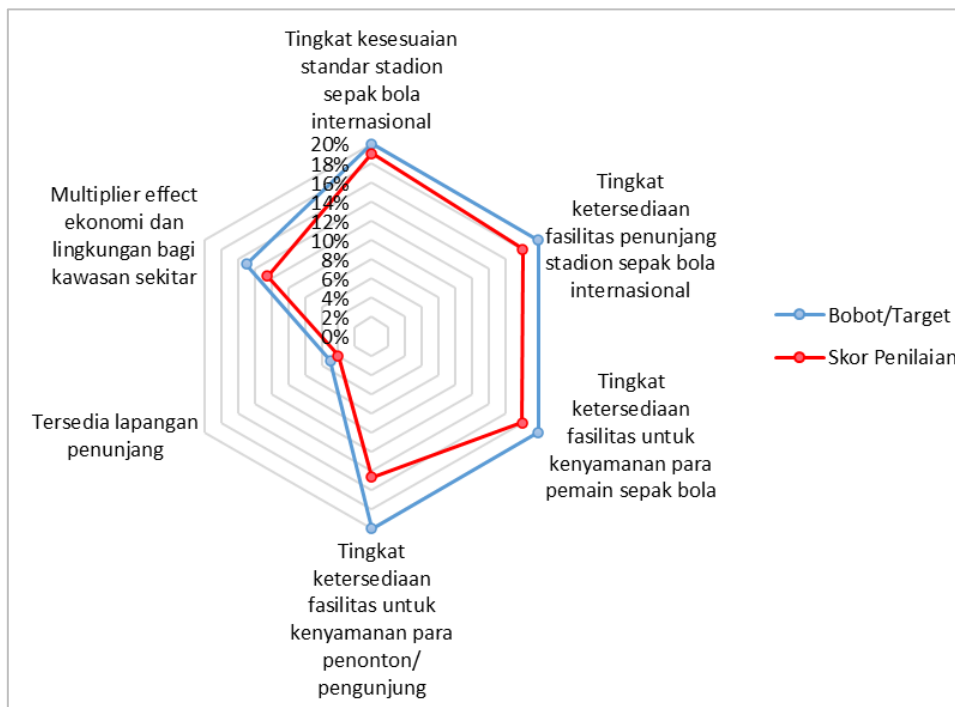 Tingkat kesesuaian
standar stadion
sepak bola
internasional
20%
18%
16%
14%
12%
10%
8%
6%
4%
2%
0%
Tingkat
ketersediaan
fasilitas penunjang
stadion sepak bola
internasional
Tingkat
ketersediaan
fasilitas untuk
kenyamanan para
pemain sepak bola
Tingkat
ketersediaan
fasilitas untuk
kenyamanan para
penonton/
pengunjung
Tersedia lapangan
penunjang
Multiplier effect
ekonomi dan
lingkungan bagi
kawasan sekitar
Bobot/Target
Skor Penilaian